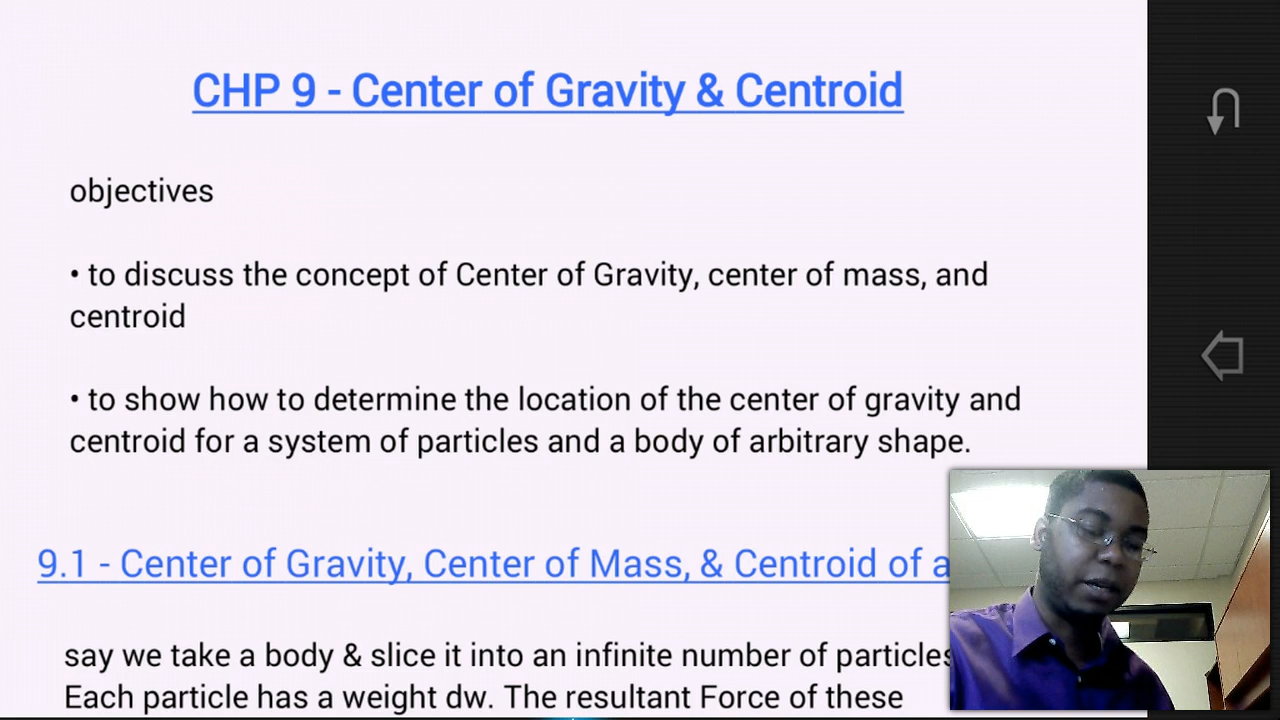 CHP 9 - Center of Gravity & Centroid
objectives
• to discuss the concept of Center of Gravity, center of mass, and
centroid
• to show how to determine the location of the center of gravity and
centroid for a system of particles and a body of arbitrary shape.
9.1 - Center of Gravity, Center of Mass, & Centroid of a
say we take a body & slice it into an infinite number of particles
Each particle has a weight dw. The resultant Force of these